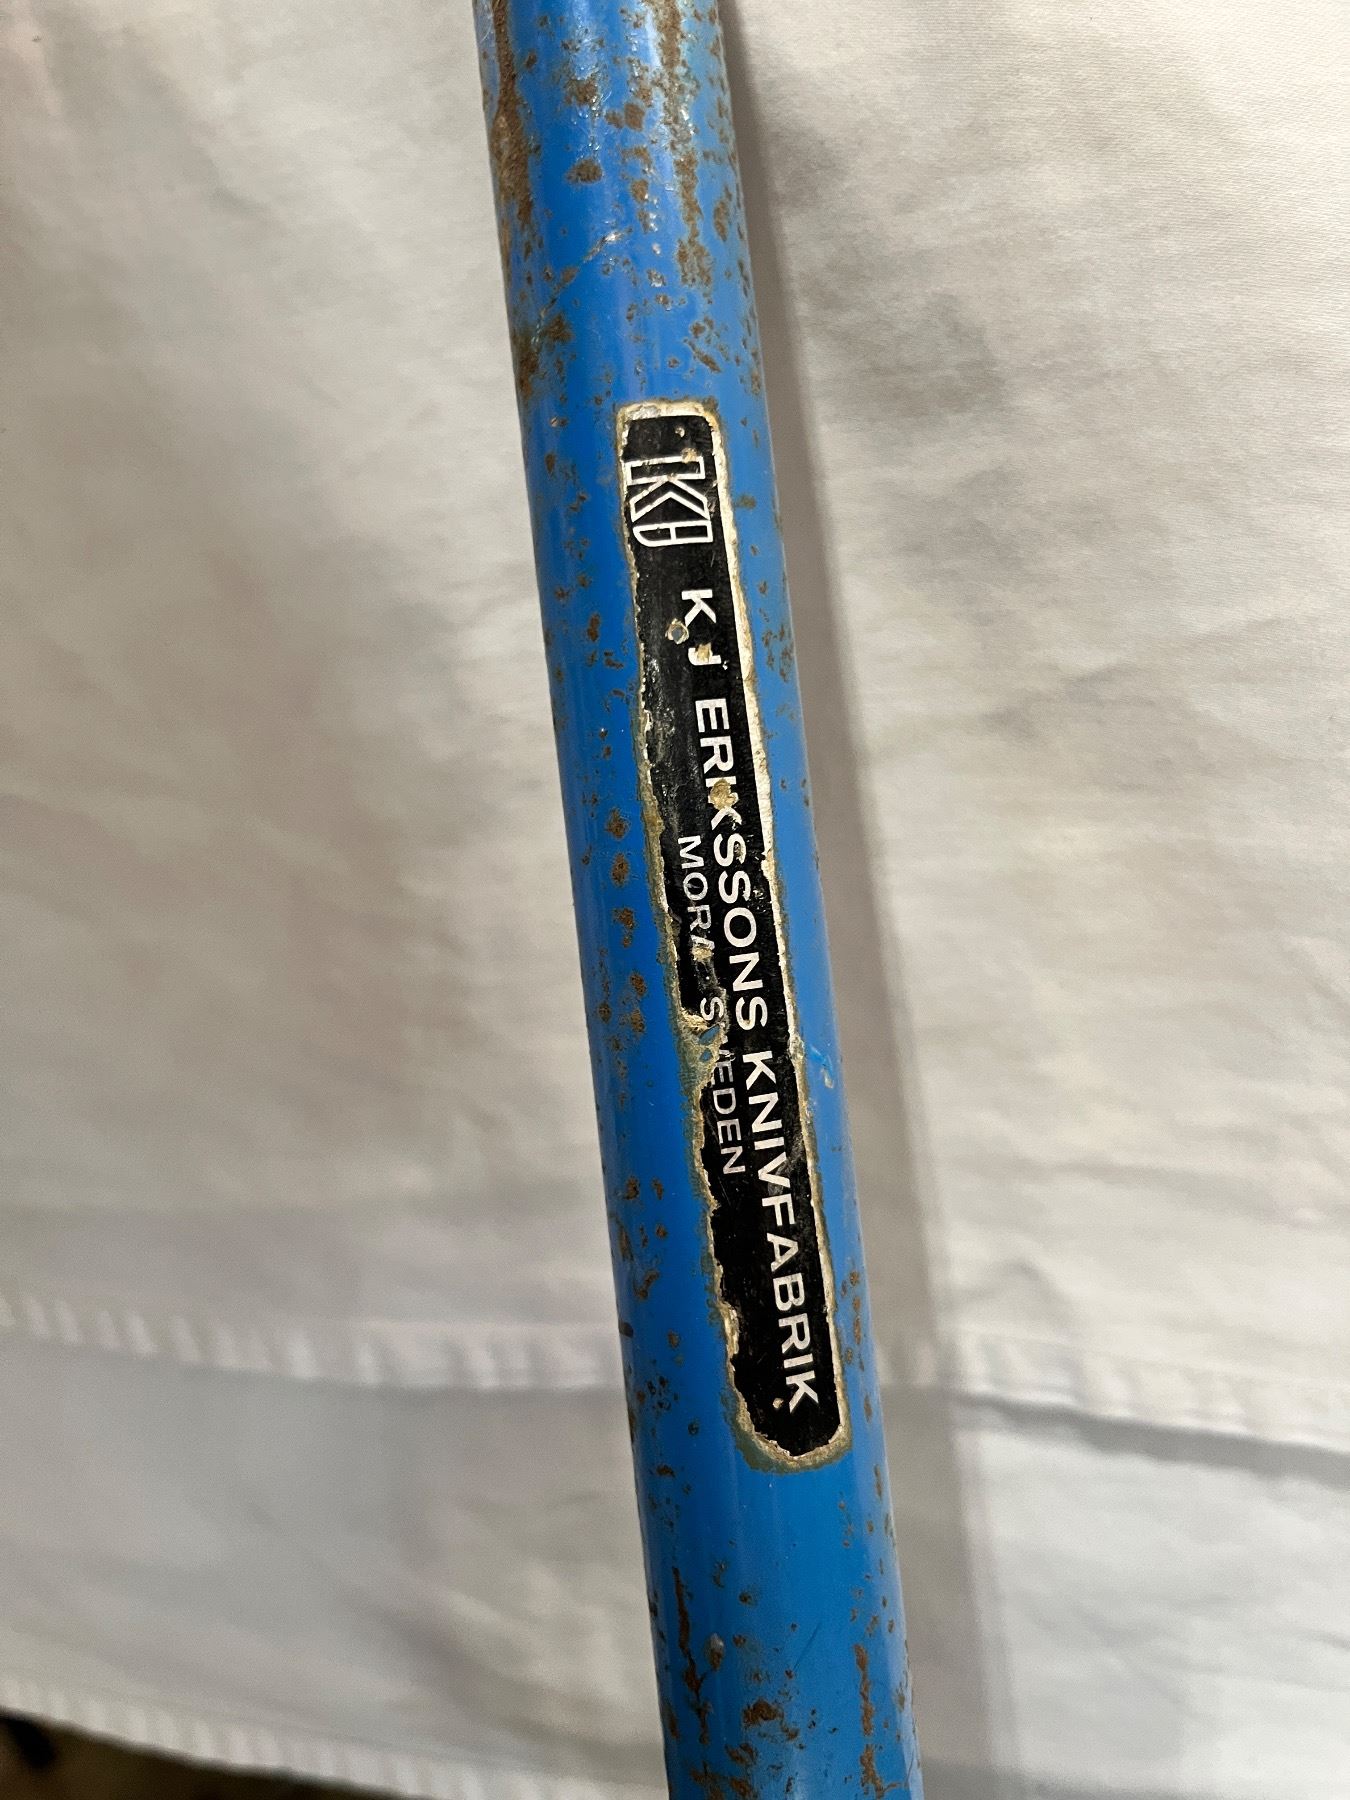 K J ERIKSSONS KNIVFABRIK
MORA - SWEDEN